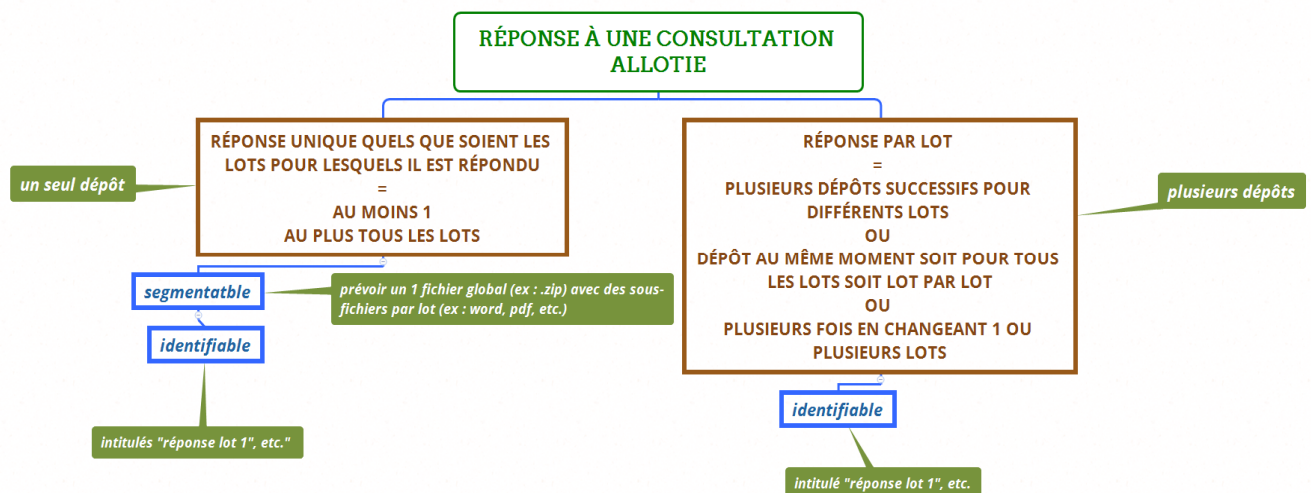 RÉPONSE À UNE CONSULTATION
ALLOTIE
un seul dépôt
RÉPONSE UNIQUE QUELS QUE SOIENT LES
LOTS POUR LESQUELS IL EST RÉPONDU
=
AU MOINS 1
AU PLUS TOUS LES LOTS
segmentatble
prévoir un 1 fichier global (ex : .zip) avec des sous-
fichiers par lot (ex : word, pdf, etc.)
identifiable
intitulés "réponse lot 1", etc."
RÉPONSE PAR LOT
=
PLUSIEURS DÉPÔTS SUCCESSIFS POUR
DIFFÉRENTS LOTS
OU
DÉPÔT AU MÊME MOMENT SOIT POUR TOUS
LES LOTS SOIT LOT PAR LOT
OU
PLUSIEURS FOIS EN CHANGEANT 1 OU
PLUSIEURS LOTS
plusieurs dépôts
identifiable
intitulé "réponse lot 1", etc.